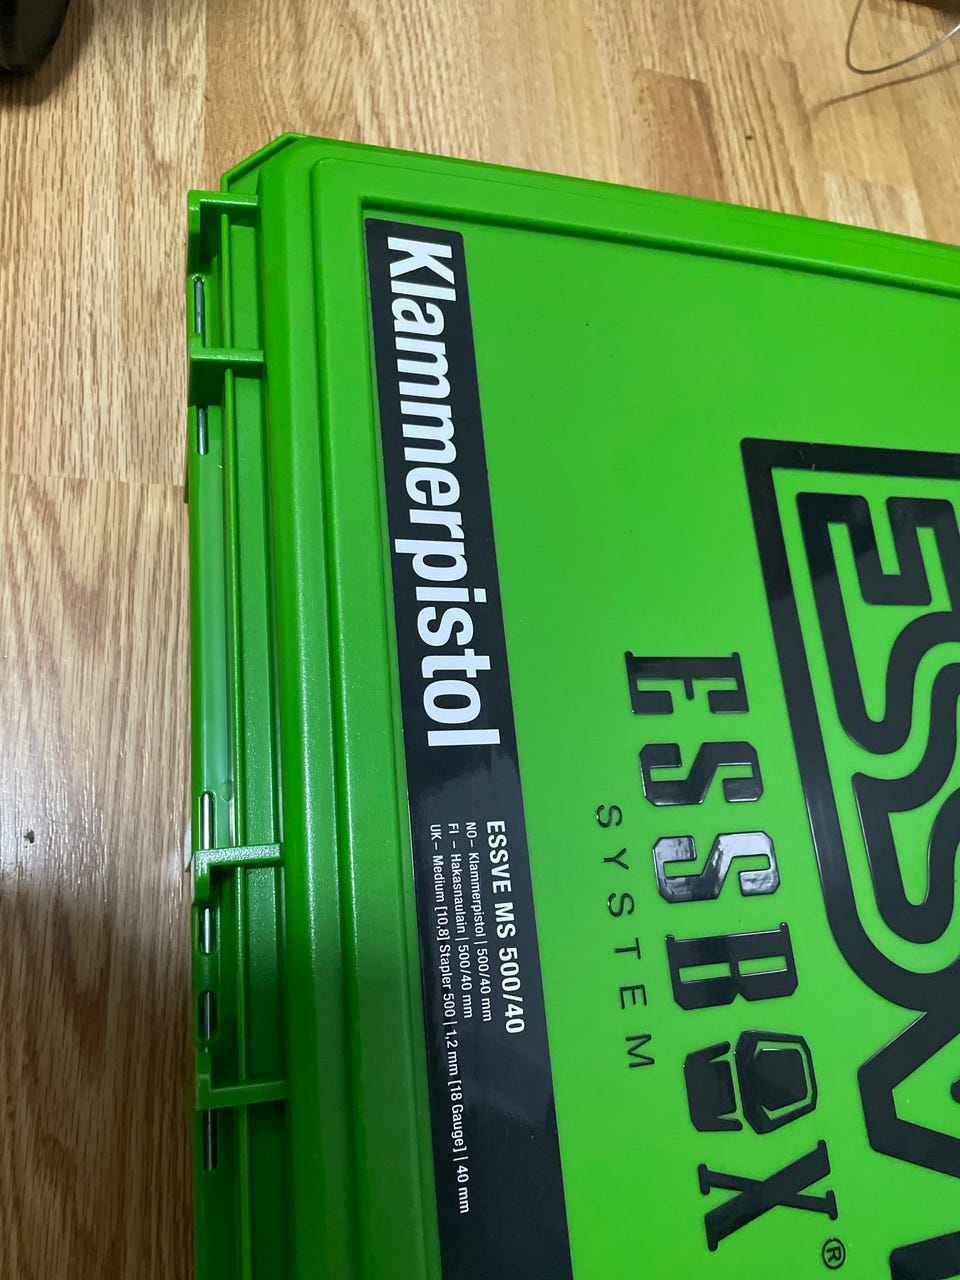 Klammerpistol
ESSVE MS 500/40
NO– Klammerpistol | 500/40 mm
FI – Hakasnaulain | 500/40 mm
UK– Medium [10,8] Stapler 500 | 1,2 mm [18 Gauge] | 40 mm
ESSV
ESSBOX®
SYSTEM